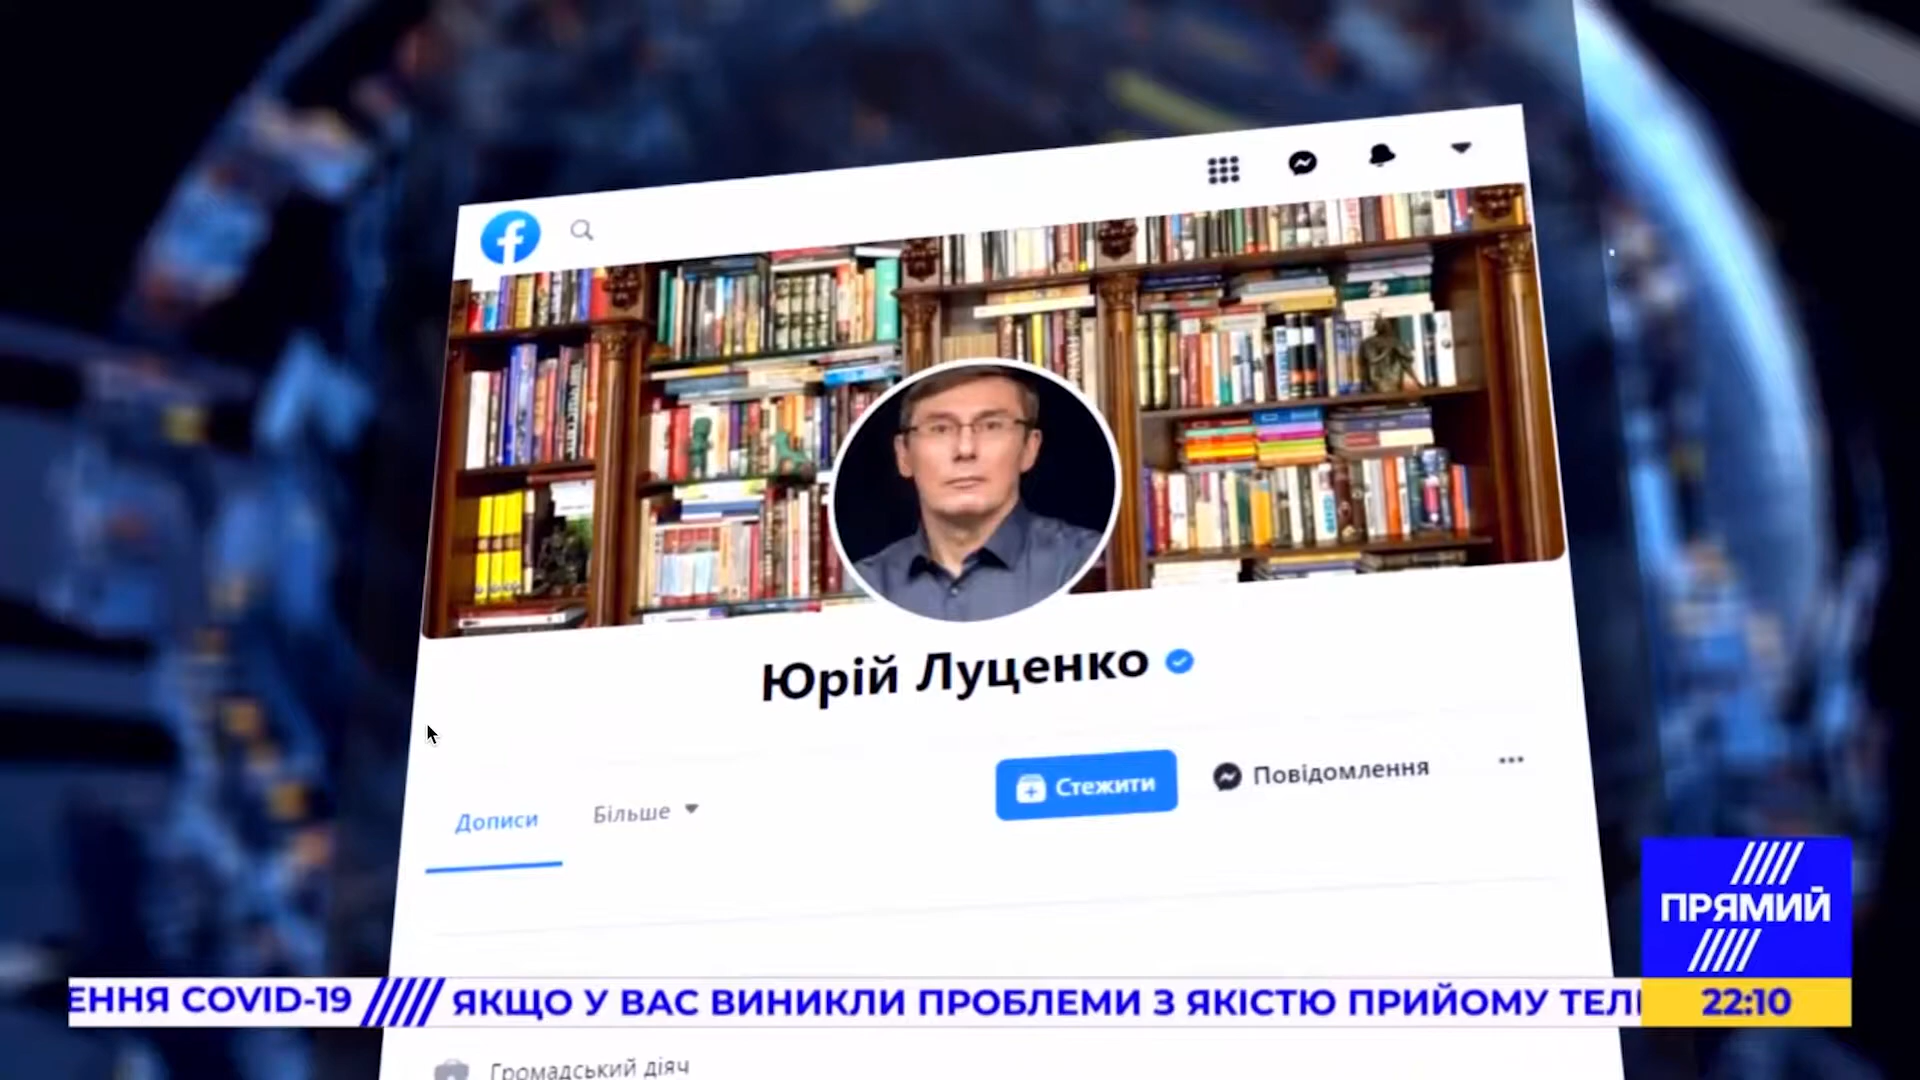 Юрій Луценко
Стежити
Повідомлення
Дописи
Більше
ПРЯМИЙ
ЕННЯ COVID-19 ///// ЯКЩО У ВАС ВИНИКЛИ ПРОБЛЕМИ З ЯКІСТЮ ПРИЙОМУ ТЕЛ
22:10
Громадський діяч